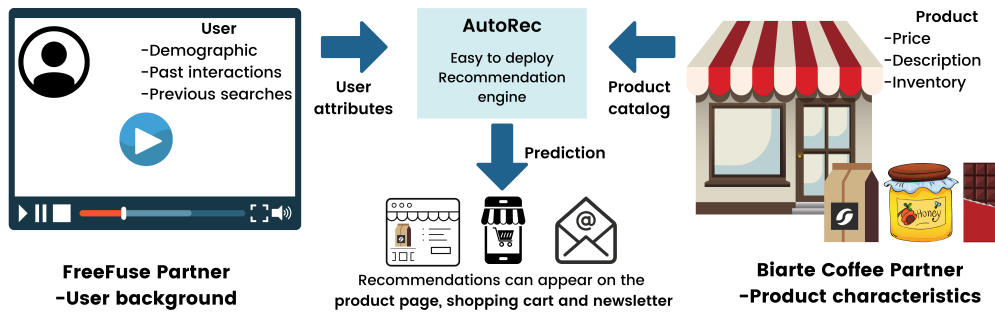 User
-Demographic
-Past interactions
-Previous searches
FreeFuse Partner
-User background
User
attributes
AutoRec
Easy to deploy
Recommendation
engine
Product
catalog
Prediction
@
Recommendations can appear on the
product page, shopping cart and newsletter
Product
-Price
-Description
-Inventory
Honey
Biarte Coffee Partner
-Product characteristics